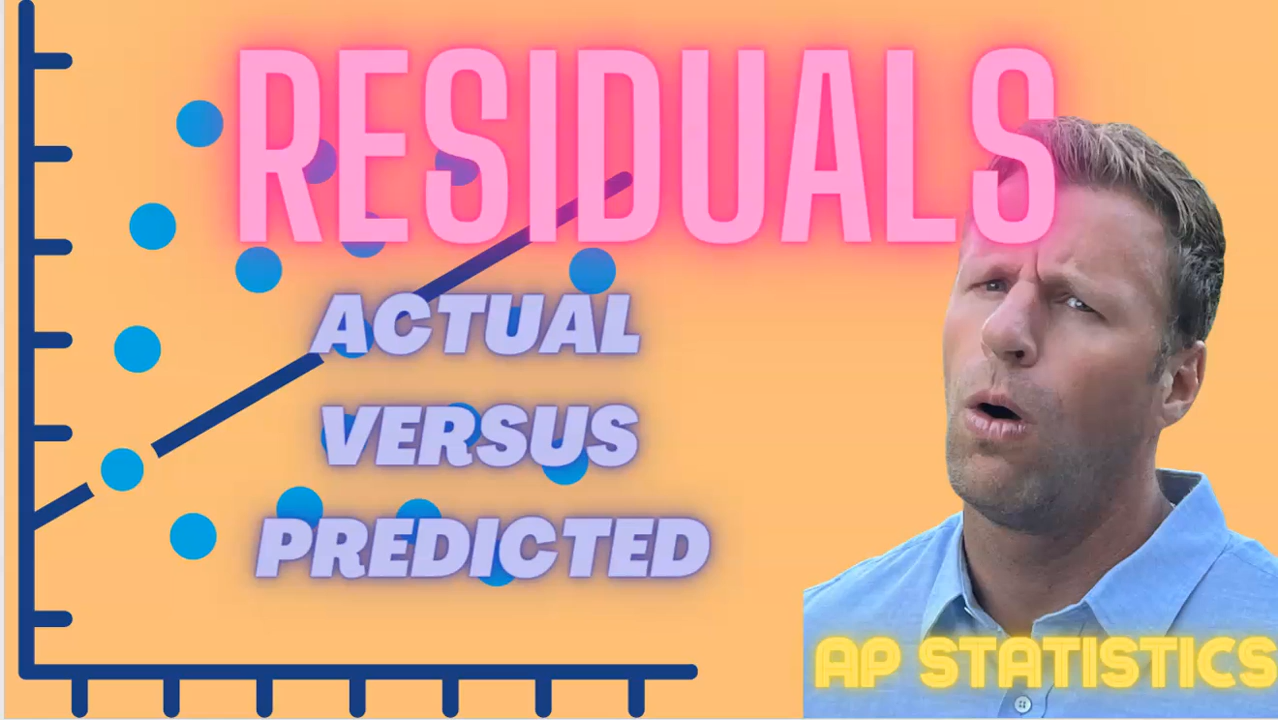 RESIDUALS
ACTUAL
VERSUS
PREDICTED
AP STATISTICS